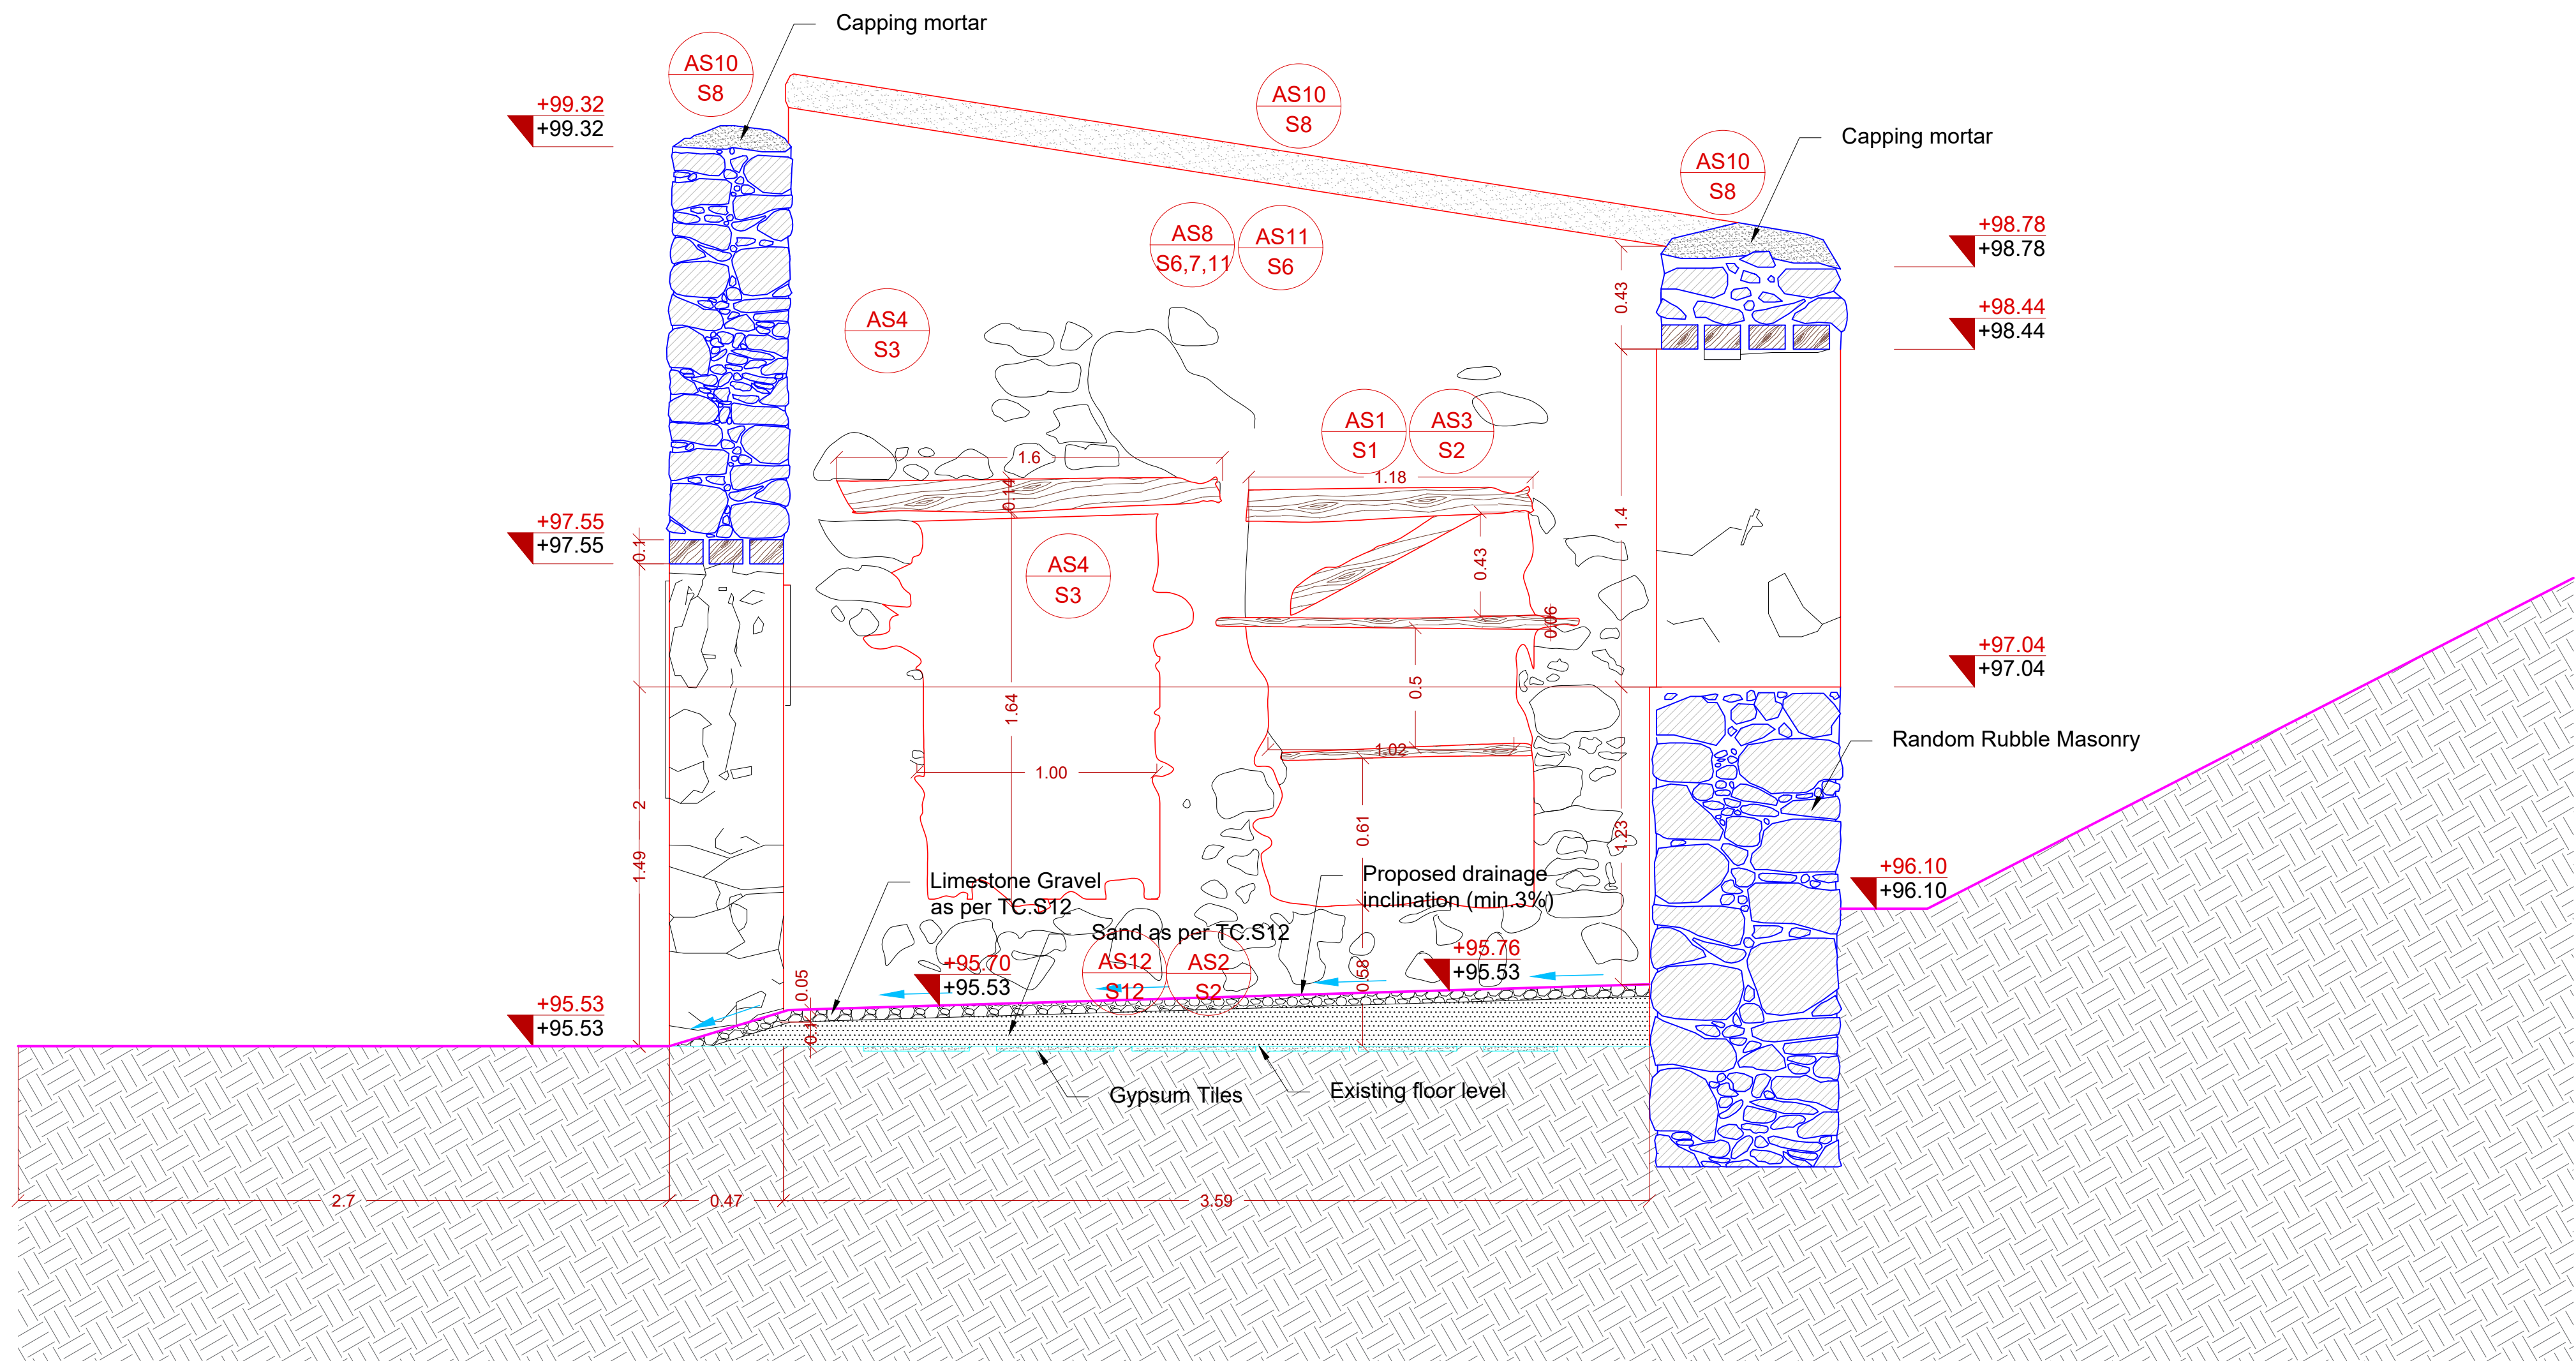 Capping mortar
AS10
S8
+99.32
+99.32
AS10
S8
Capping mortar
AS10
S8
AS8
S6,7,11
AS11
S6
+98.78
+98.78
0.43
+98.44
+98.44
AS4
S3
AS1
S1
AS3
S2
1.6
0.14
1.18
1.4
+97.55
+97.55
0.1
AS4
S3
0.43
0.06
+97.04
+97.04
0.5
1.64
Random Rubble Masonry
1.02
1.00
2
0.61
1.23
1.49
+96.10
+96.10
Limestone Gravel
as per TC.S12
Proposed drainage
inclination (min.3%)
Sand as per TC.S12
AS12
S12
AS2
S2
+95.70
+95.53
+95.76
+95.53
0.58
0.05
0.1
+95.53
+95.53
Gypsum Tiles
Existing floor level
2.7
0.47
3.59